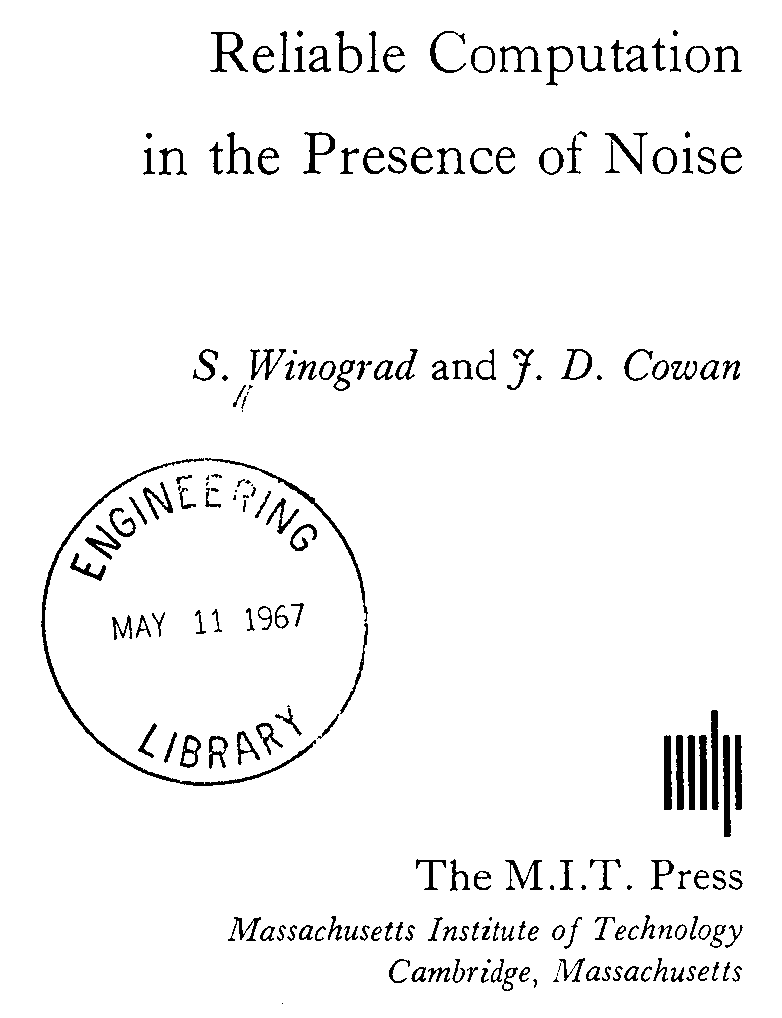 Reliable Computation
in the Presence of Noise
S. Winograd and J. D. Cowan
ENGINEERING
MAY 11 1967
LIBRARY
The M.I.T. Press
Massachusetts Institute of Technology
Cambridge, Massachusetts